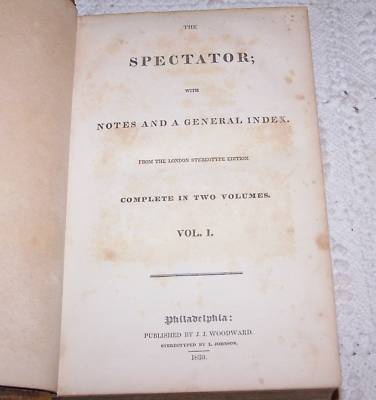 THE
SPECTATOR;
WITH
NOTES AND A GENERAL INDEX.
FROM THE LONDON STEREOTYPE EDITION
COMPLETE IN TWO VOLUMES.
VOL. I.
Philadelphia:
PUBLISHED BY J. J. WOODWARD.
STEREOTYPED BY L. JOHNSON.
1830.